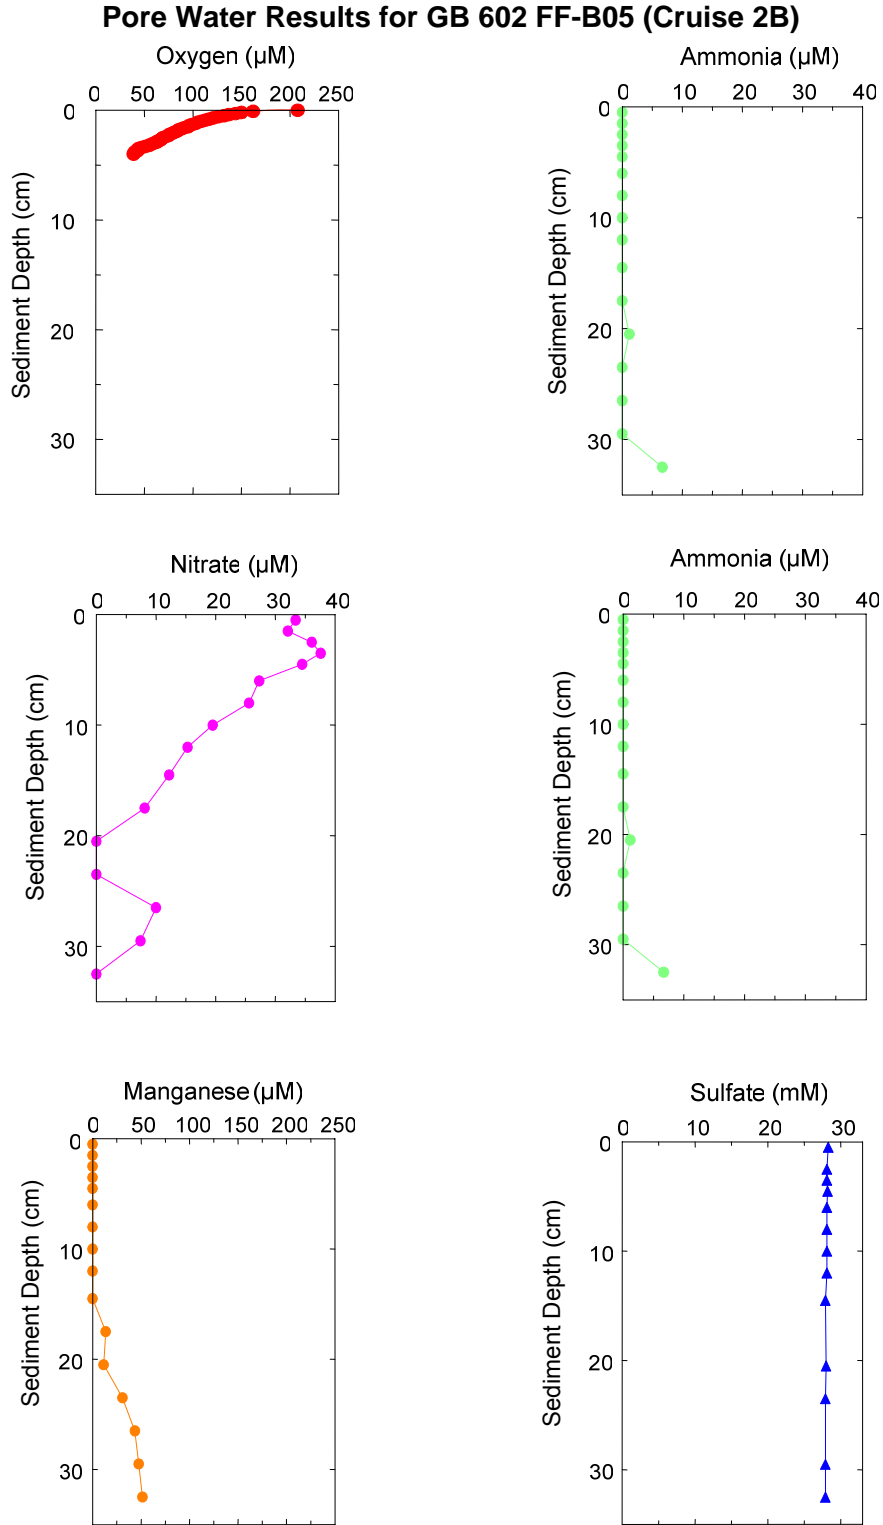 Pore Water Results for GB 602 FF-B05 (Cruise 2B)
Oxygen (µM)
0 50 100 150 200 250
0
10
20
30
Sediment Depth (cm)
Ammonia (µM)
0 10 20 30 40
0
10
20
30
Sediment Depth (cm)
Nitrate (µM)
0 10 20 30 40
0
10
20
30
Sediment Depth (cm)
Ammonia (µM)
0 10 20 30 40
0
10
20
30
Sediment Depth (cm)
Manganese (µM)
0 50 100 150 200 250
0
10
20
30
Sediment Depth (cm)
Sulfate (mM)
0 10 20 30
0
10
20
30
Sediment Depth (cm)